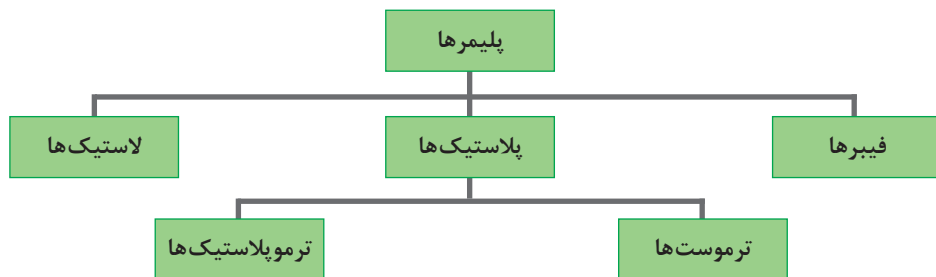 پلیمرها
فیبرها
پلاستیک‌ها
لاستیک‌ها
ترموست‌ها
ترموپلاستیک‌ها